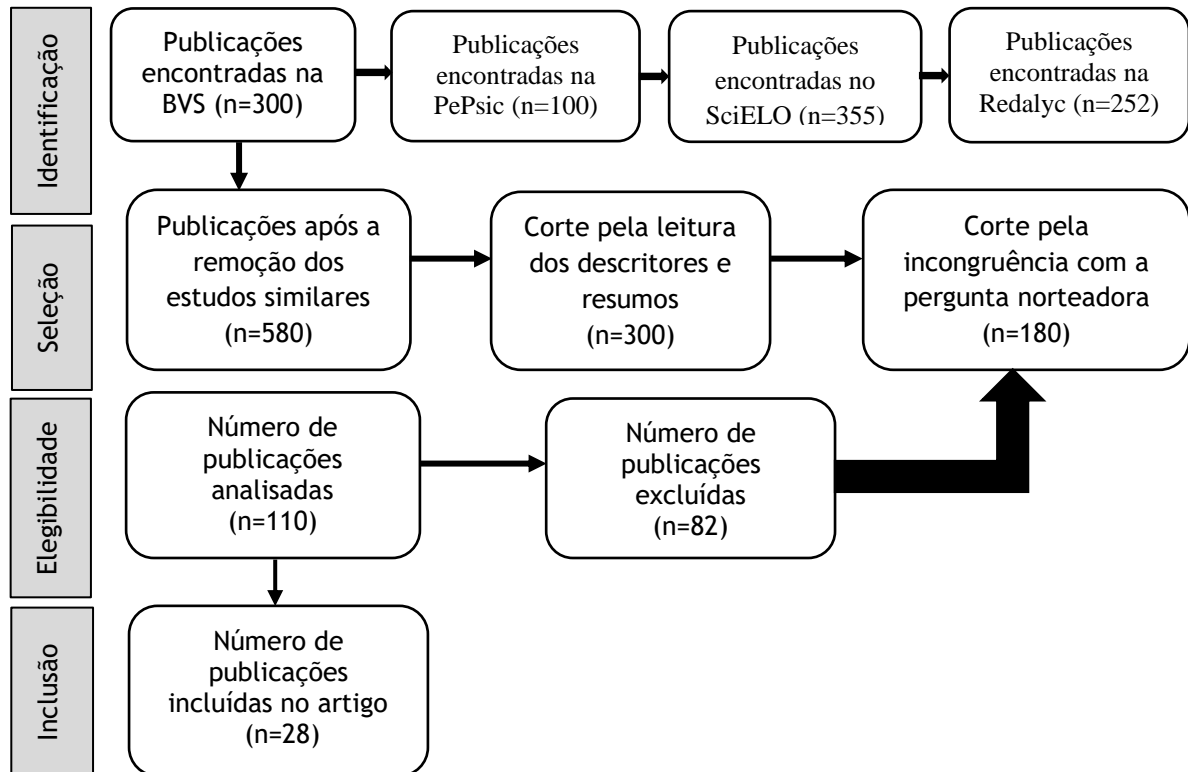 Identificação
Publicações
encontradas na
BVS (n=300)
Publicações
encontradas na
PePsic (n=100)
Publicações
encontradas no
SciELO (n=355)
Publicações
encontradas na
Redalyc (n=252)
Seleção
Publicações após a
remoção dos
estudos similares
(n=580)
Corte pela leitura
dos descritores e
resumos
(n=300)
Corte pela
incongruência com a
pergunta norteadora
(n=180)
Elegibilidade
Número de
publicações
analisadas
(n=110)
Número de
publicações
excluídas
(n=82)
Inclusão
Número de
publicações
incluídas no artigo
(n=28)